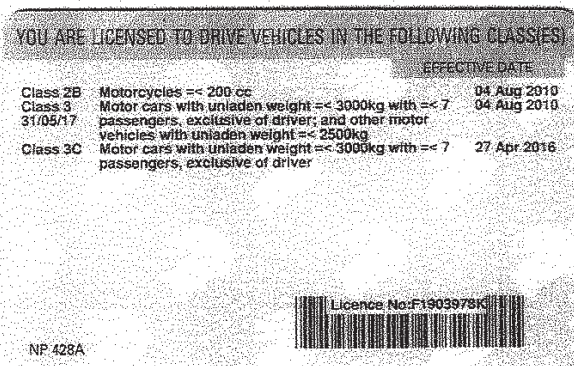 YOU ARE LICENSED TO DRIVE VEHICLES IN THE FOLLOWING CLASS(ES)
EFFECTIVE DATE
Class 2B Motorcycles =< 200 cc 04 Aug 2010
Class 3 Motor cars with unladen weight =< 3000kg with =< 7 04 Aug 2010
31/05/17 passengers, exclusive of driver; and other motor
vehicles with unladen weight =< 2500kg
Class 3C Motor cars with unladen weight =< 3000kg with =< 7 27 Apr 2016
passengers, exclusive of driver
Licence No:F1903978K
NP 428A